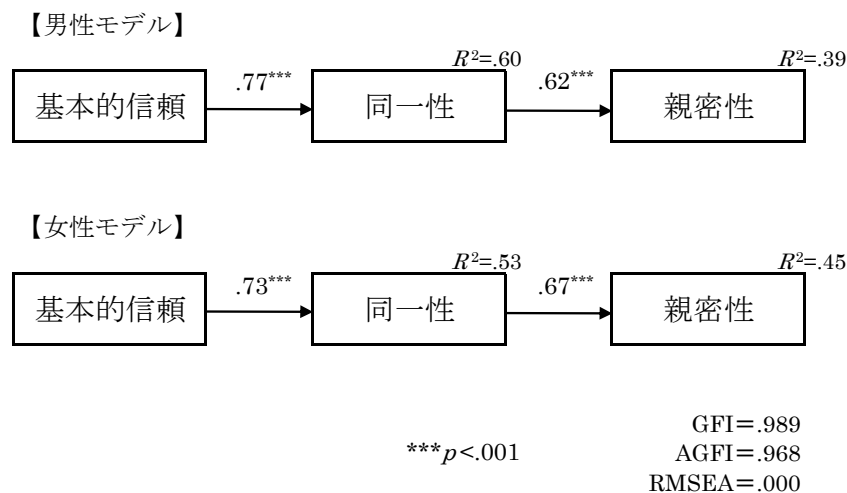 【男性モデル】
R²=.60
R²=.39
.77***
.62***
基本的信頼
同一性
親密性
【女性モデル】
R²=.53
R²=.45
.73***
.67***
基本的信頼
同一性
親密性
GFI=.989
***p<.001
AGFI=.968
RMSEA=.000